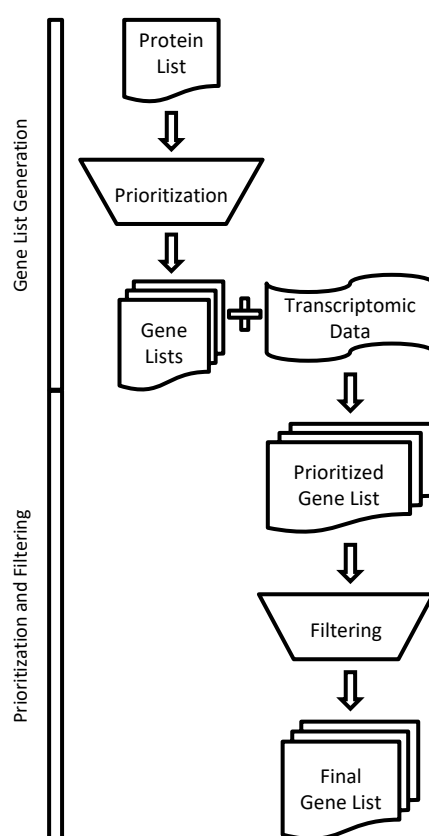 Gene List Generation
Protein
List
Prioritization
Gene
Lists
Transcriptomic
Data
Prioritization and Filtering
Prioritized
Gene List
Filtering
Final
Gene List